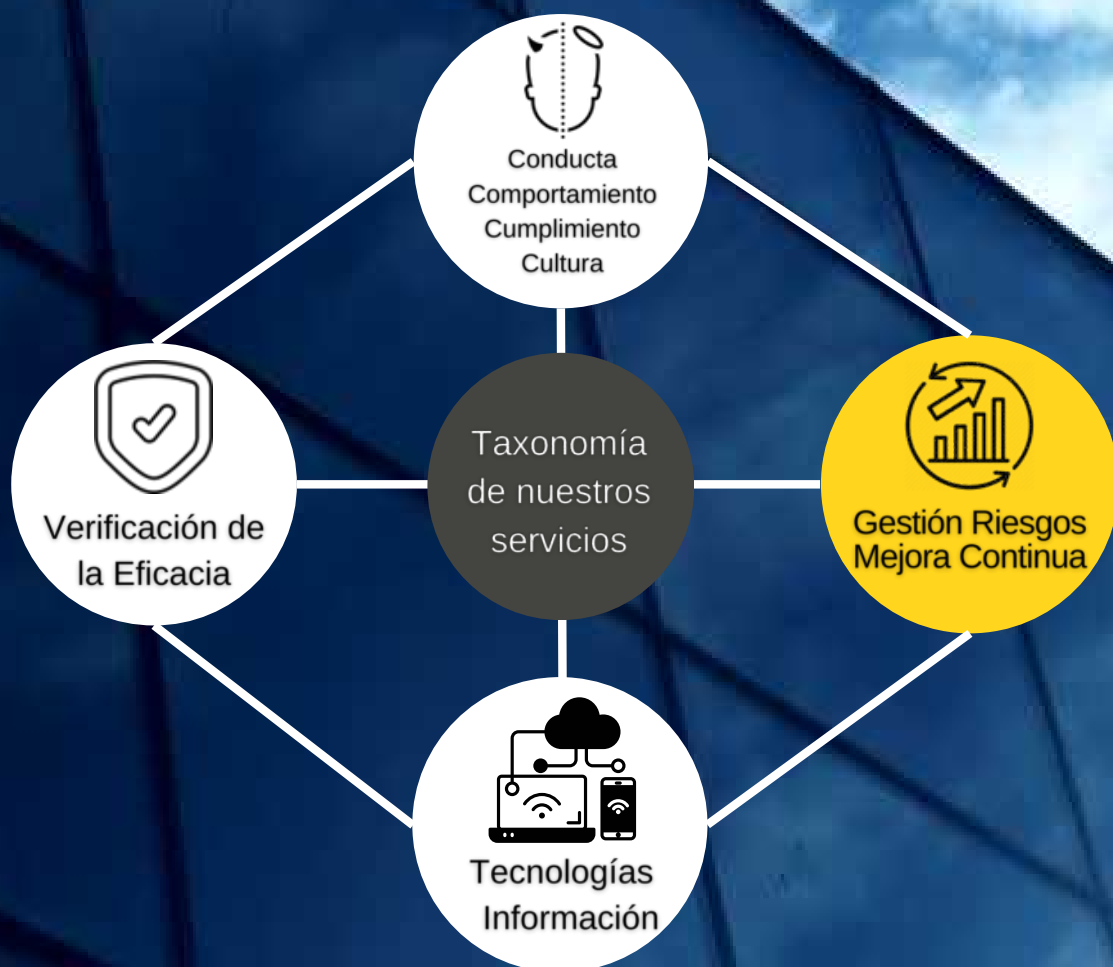 Conducta
Comportamiento
Cumplimiento
Cultura
Verificación de
la Eficacia
Taxonomía
de nuestros
servicios
Gestión Riesgos
Mejora Continua
Tecnologías
Información